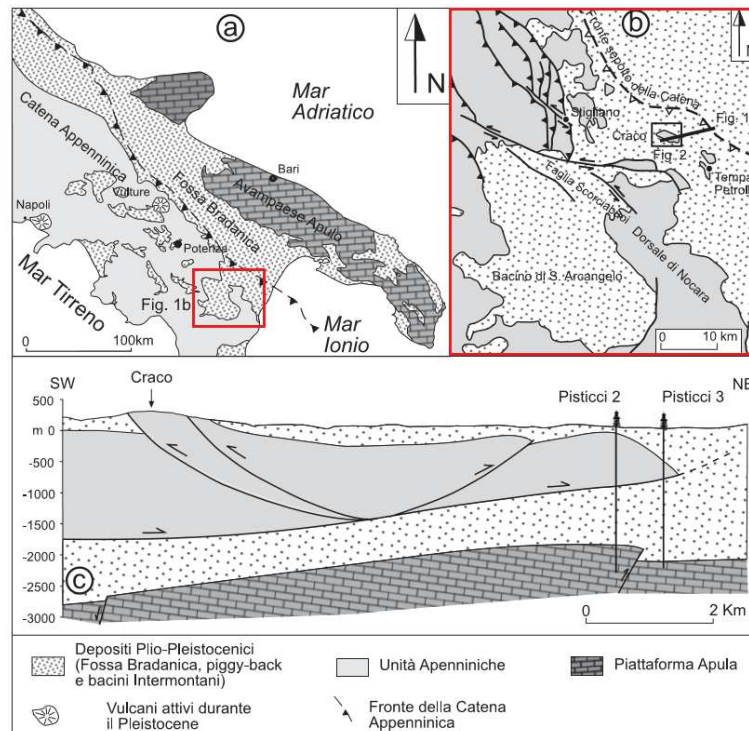 a
N
Mar
Adriatico
Catena Appenninica
Fossa Bradanica
Avampaese Apulo
Bari
Napoli
Vulture
Potenza
Mar Tirreno
Fig. 1b
Mar
Ionio
0 100km
b
N
Fronte sepolto della Catena
Stigliano
Craco
Fig. 1
Fig. 2
Tempa
Petroll
Faglia Scorciabuoi
Dorsale di Nocara
Bacino di S. Arcangelo
0 10 km
SW
Craco
NE
Pisticci 2 Pisticci 3
500
m 0
-500
-1000
-1500
-2000
-2500
-3000
c
0 2 Km
Depositi Plio-Pleistocenici
(Fossa Bradanica, piggy-back
e bacini Intermontani)
Unità Apenniniche
Piattaforma Apula
Vulcani attivi durante
il Pleistocene
Fronte della Catena
Appenninica